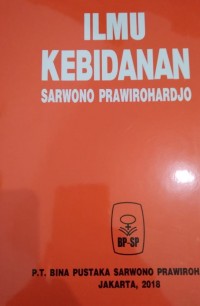 ILMU
KEBIDANAN
SARWONO PRAWIROHARDJO
BP-SP
P.T. BINA PUSTAKA SARWONO PRAWIROH
JAKARTA, 2018